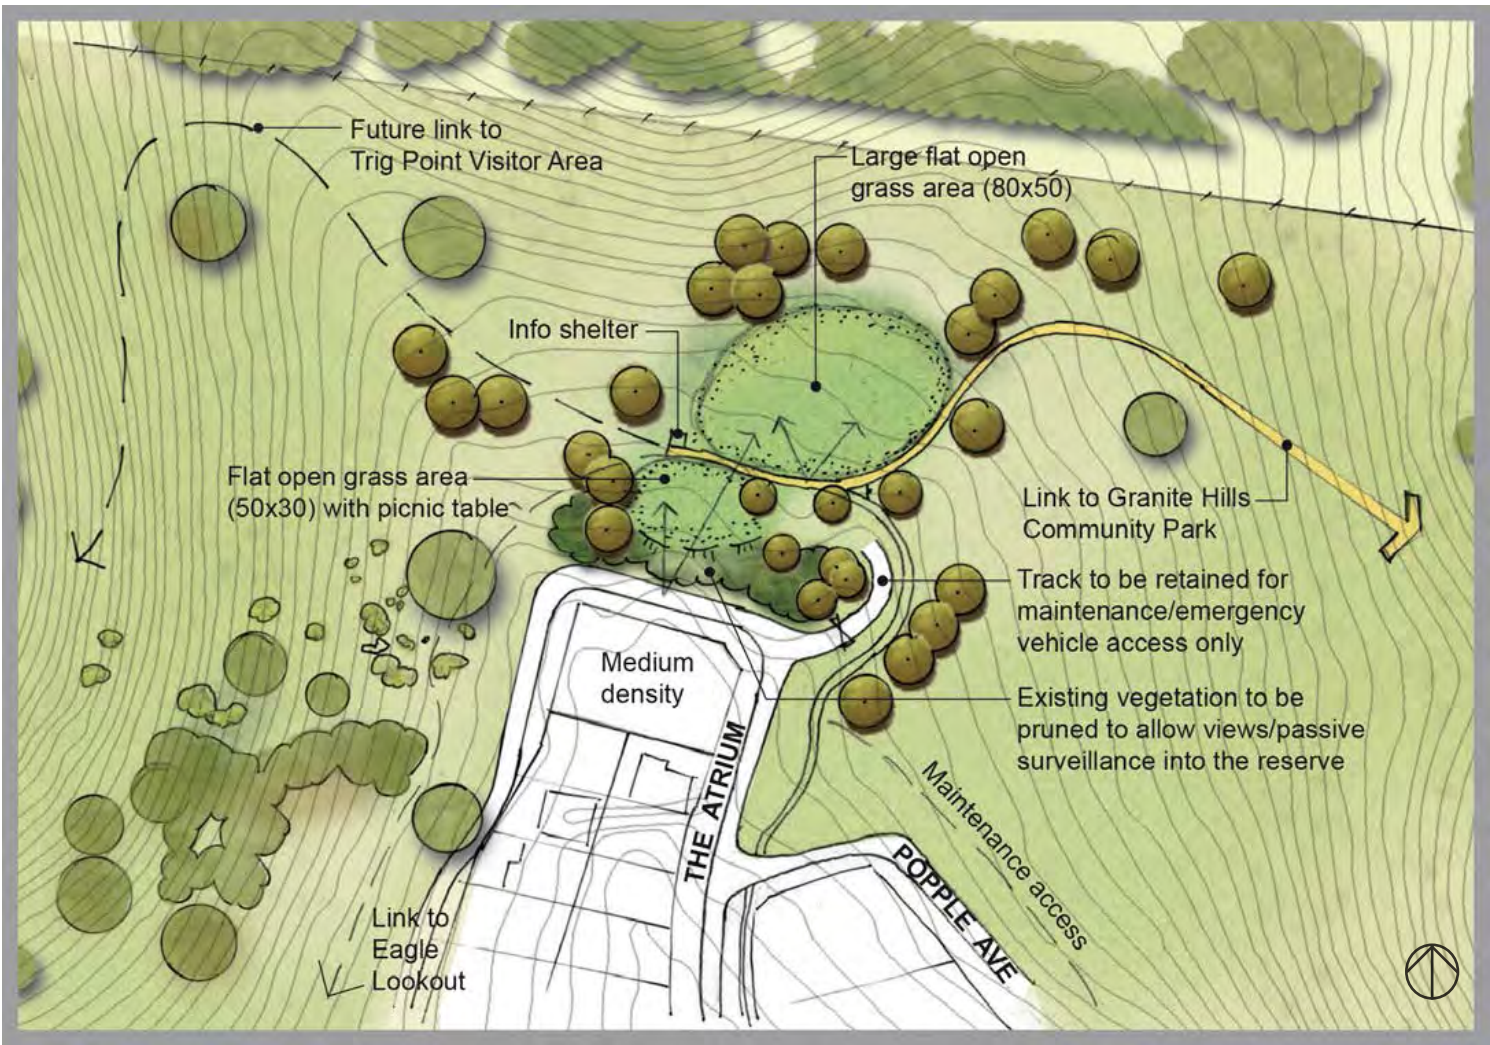 Future link to
Trig Point Visitor Area
Large flat open
grass area (80x50)
Info shelter
Flat open grass area
(50x30) with picnic table
Link to Granite Hills
Community Park
Track to be retained for
maintenance/emergency
vehicle access only
Medium
density
Existing vegetation to be
pruned to allow views/passive
surveillance into the reserve
THE ATRIUM
Maintenance access
POPPLE AVE
Link to
Eagle
Lookout